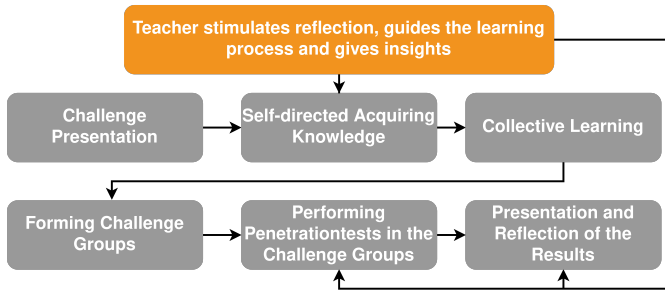 Teacher stimulates reflection, guides the learning
process and gives insights
Challenge
Presentation
Self-directed Acquiring
Knowledge
Collective Learning
Forming Challenge
Groups
Performing
Penetrationtests in the
Challenge Groups
Presentation and
Reflection of the
Results